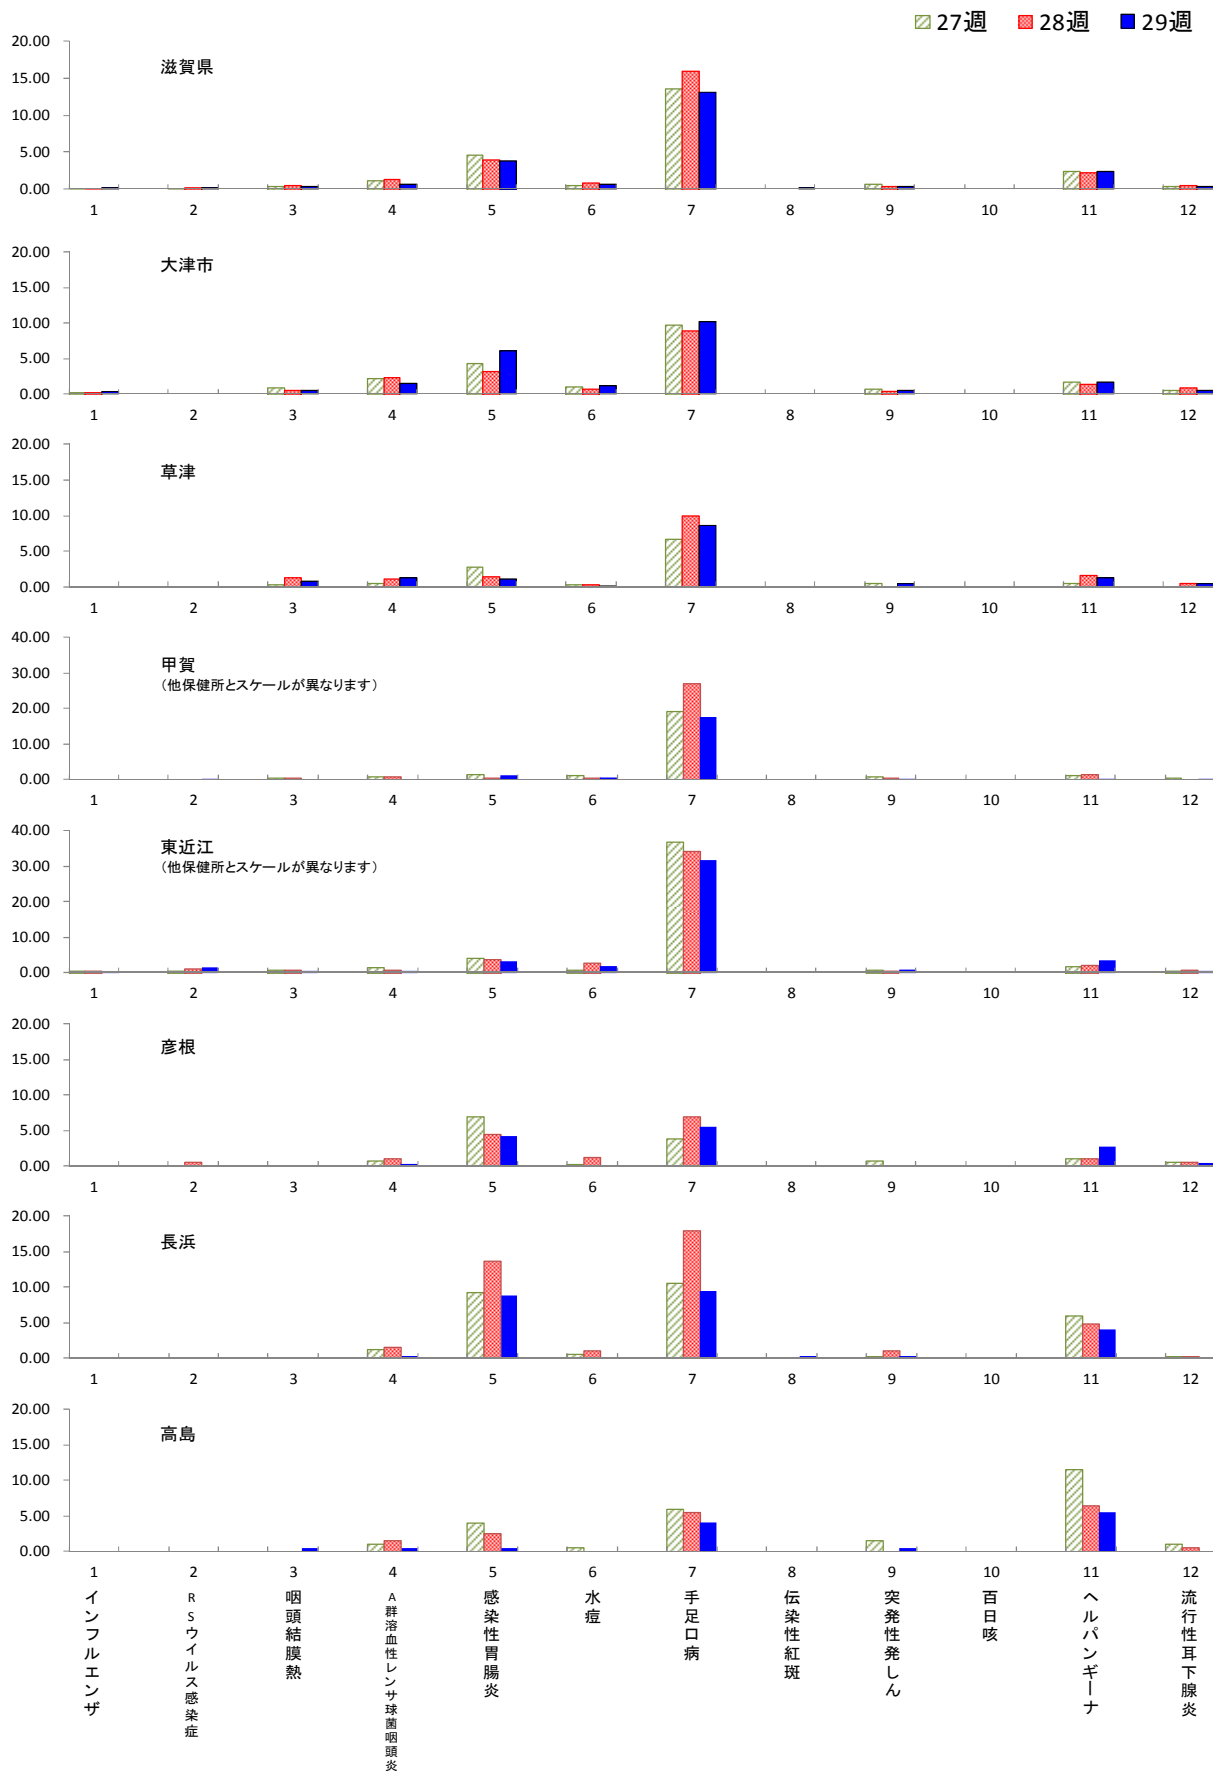 27週 28週 29週
滋賀県
20.00
15.00
10.00
5.00
0.00
1 2 3 4 5 6 7 8 9 10 11 12
大津市
20.00
15.00
10.00
5.00
0.00
1 2 3 4 5 6 7 8 9 10 11 12
草津
20.00
15.00
10.00
5.00
0.00
1 2 3 4 5 6 7 8 9 10 11 12
甲賀
（他保健所とスケールが異なります）
40.00
30.00
20.00
10.00
0.00
1 2 3 4 5 6 7 8 9 10 11 12
東近江
（他保健所とスケールが異なります）
40.00
30.00
20.00
10.00
0.00
1 2 3 4 5 6 7 8 9 10 11 12
彦根
20.00
15.00
10.00
5.00
0.00
1 2 3 4 5 6 7 8 9 10 11 12
長浜
20.00
15.00
10.00
5.00
0.00
1 2 3 4 5 6 7 8 9 10 11 12
高島
20.00
15.00
10.00
5.00
0.00
1 2 3 4 5 6 7 8 9 10 11 12
インフルエンザ
RSウイルス感染症
咽頭結膜熱
A群溶血性レンサ球菌咽頭炎
感染性胃腸炎
水痘
手足口病
伝染性紅斑
突発性発しん
百日咳
ヘルパンギーナ
流行性耳下腺炎